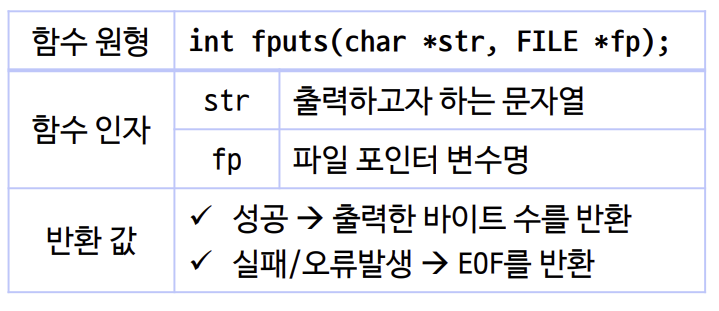 함수 원형 int fputs(char *str, FILE *fp);
함수 인자
str 출력하고자 하는 문자열
fp 파일 포인터 변수명
반환 값
✓ 성공 → 출력한 바이트 수를 반환
✓ 실패/오류발생 → EOF를 반환